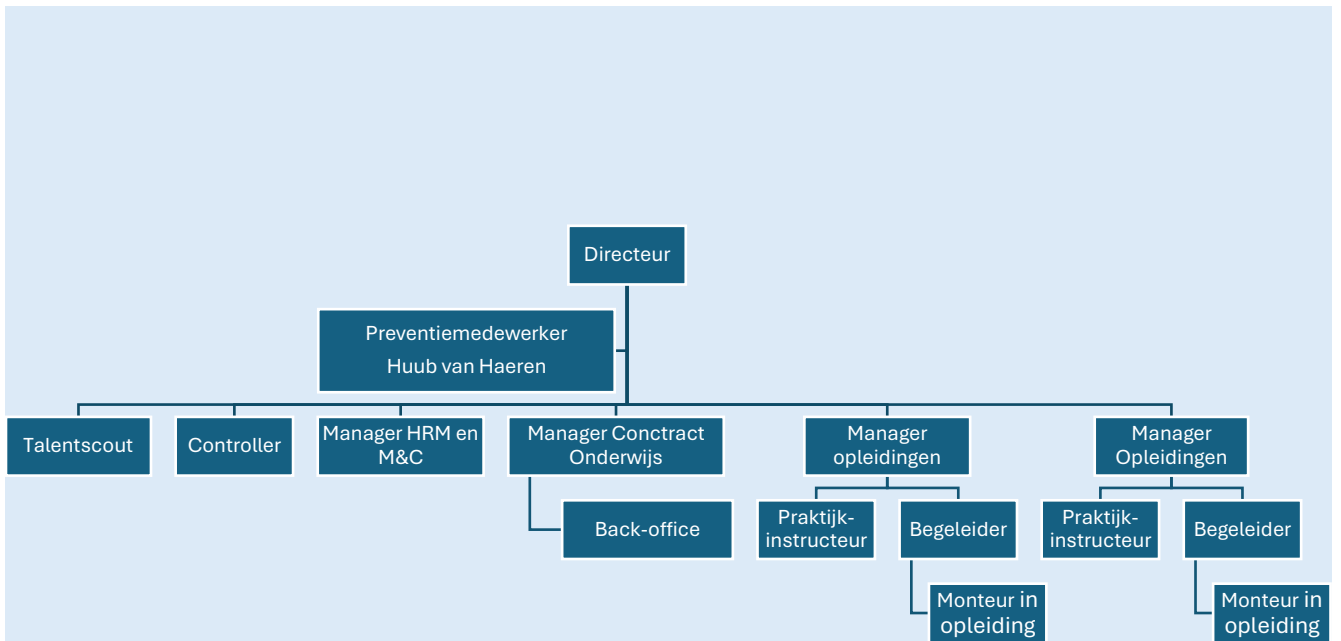 Directeur
Preventiemedewerker
Huub van Haeren
Talentscout
Controller
Manager HRM en
M&C
Manager Conctract
Onderwijs
Manager
opleidingen
Manager
Opleidingen
Back-office
Praktijk-
instructeur
Begeleider
Praktijk-
instructeur
Begeleider
Monteur in
opleiding
Monteur in
opleiding